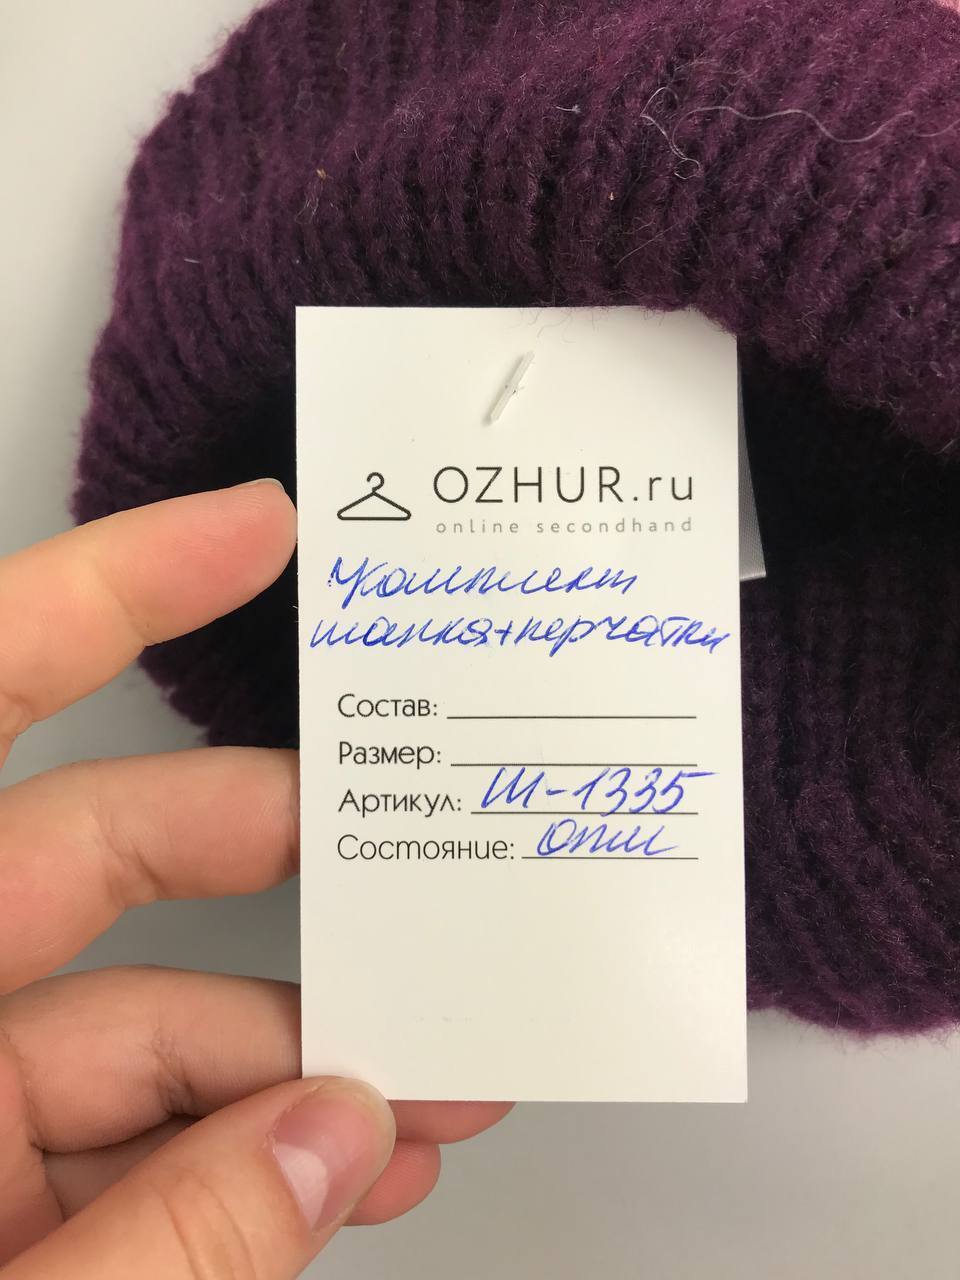 OZHUR.ru
online secondhand
Комплект
шапка+перчатки
Состав:
Размер:
Артикул: Ш-1335
Состояние: отл